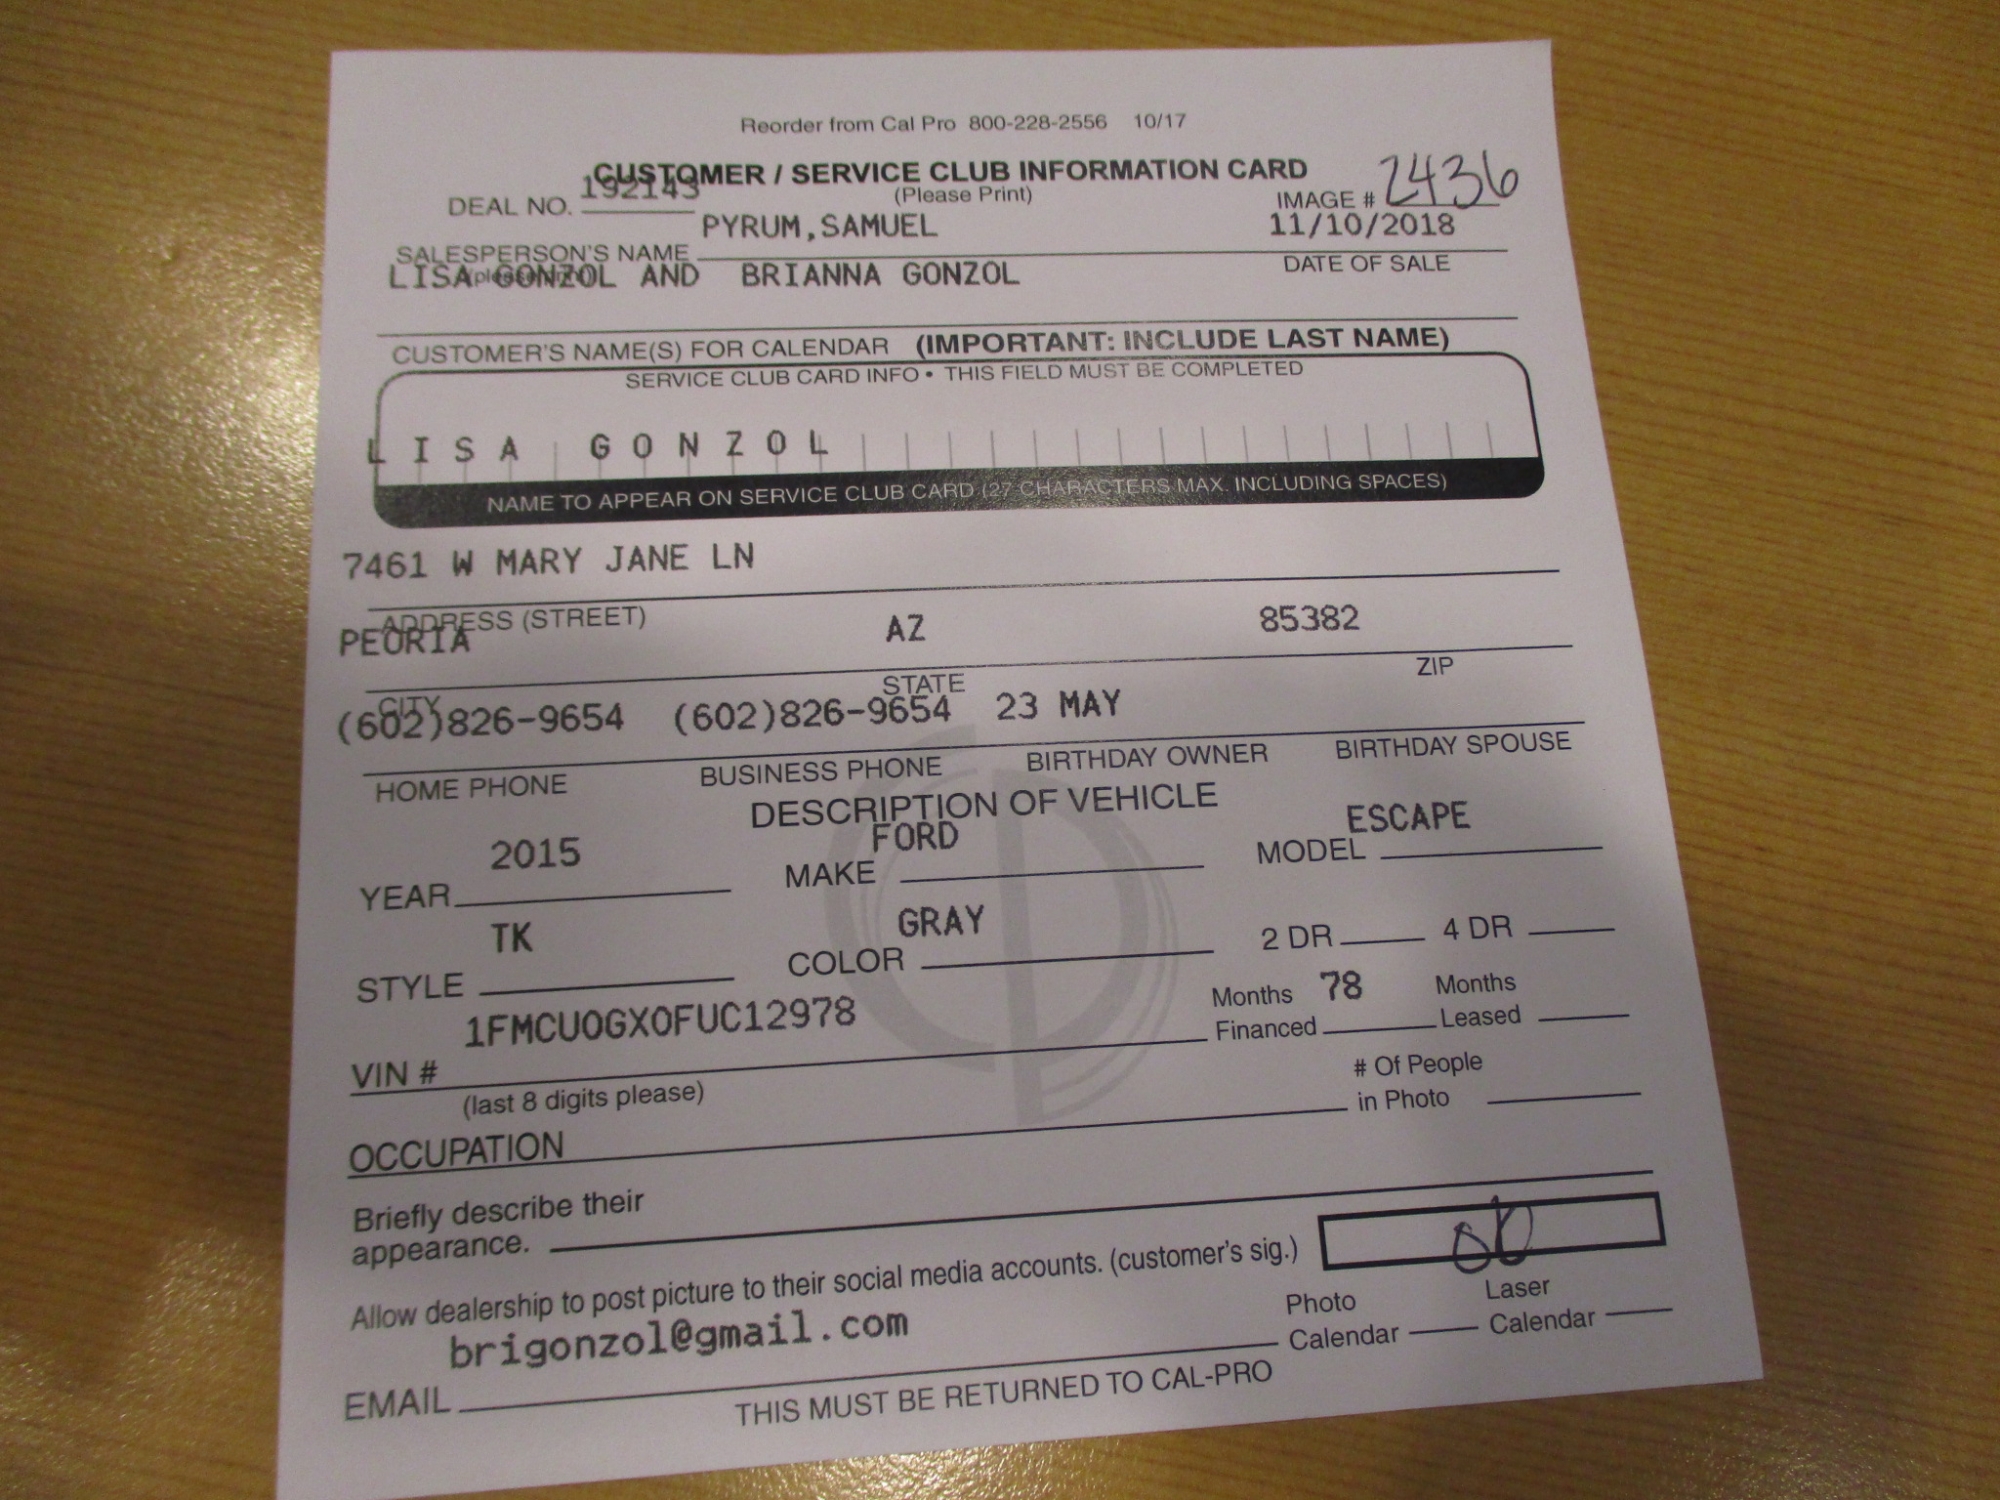 Reorder from Cal Pro 800-228-2556 10/17
CUSTOMER / SERVICE CLUB INFORMATION CARD
(Please Print)
DEAL NO. 192143
IMAGE # 2436
PYRUM,SAMUEL 11/10/2018
SALESPERSON'S NAME
(please print)
DATE OF SALE
LISA GONZOL AND BRIANNA GONZOL
CUSTOMER'S NAME(S) FOR CALENDAR (IMPORTANT: INCLUDE LAST NAME)
SERVICE CLUB CARD INFO • THIS FIELD MUST BE COMPLETED
LISA GONZOL
NAME TO APPEAR ON SERVICE CLUB CARD (27 CHARACTERS MAX. INCLUDING SPACES)
7461 W MARY JANE LN
ADDRESS (STREET)
PEORIA AZ 85382
CITY STATE ZIP
(602)826-9654 (602)826-9654 23 MAY
HOME PHONE BUSINESS PHONE BIRTHDAY OWNER BIRTHDAY SPOUSE
DESCRIPTION OF VEHICLE
2015 FORD ESCAPE
YEAR MAKE MODEL
TK GRAY
STYLE COLOR 2 DR 4 DR
1FMCU0GX0FUC12978
VIN #
(last 8 digits please)
Months Financed 78 Months Leased
# Of People
in Photo
OCCUPATION
Briefly describe their
appearance.
Allow dealership to post picture to their social media accounts. (customer's sig.)
brigonzol@gmail.com
EMAIL
Photo Calendar Laser Calendar
THIS MUST BE RETURNED TO CAL-PRO